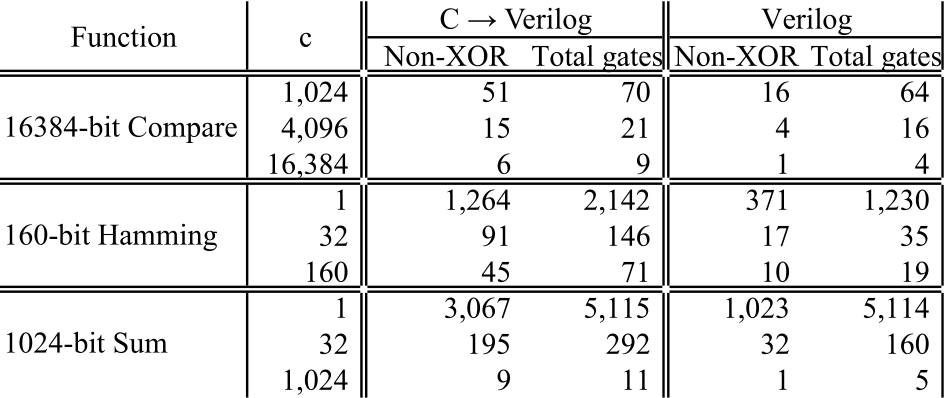 Function c C → Verilog Verilog
Non-XOR Total gates Non-XOR Total gates
1,024 51 70 16 64
16384-bit Compare 4,096 15 21 4 16
16,384 6 9 1 4
1 1,264 2,142 371 1,230
160-bit Hamming 32 91 146 17 35
160 45 71 10 19
1 3,067 5,115 1,023 5,114
1024-bit Sum 32 195 292 32 160
1,024 9 11 1 5